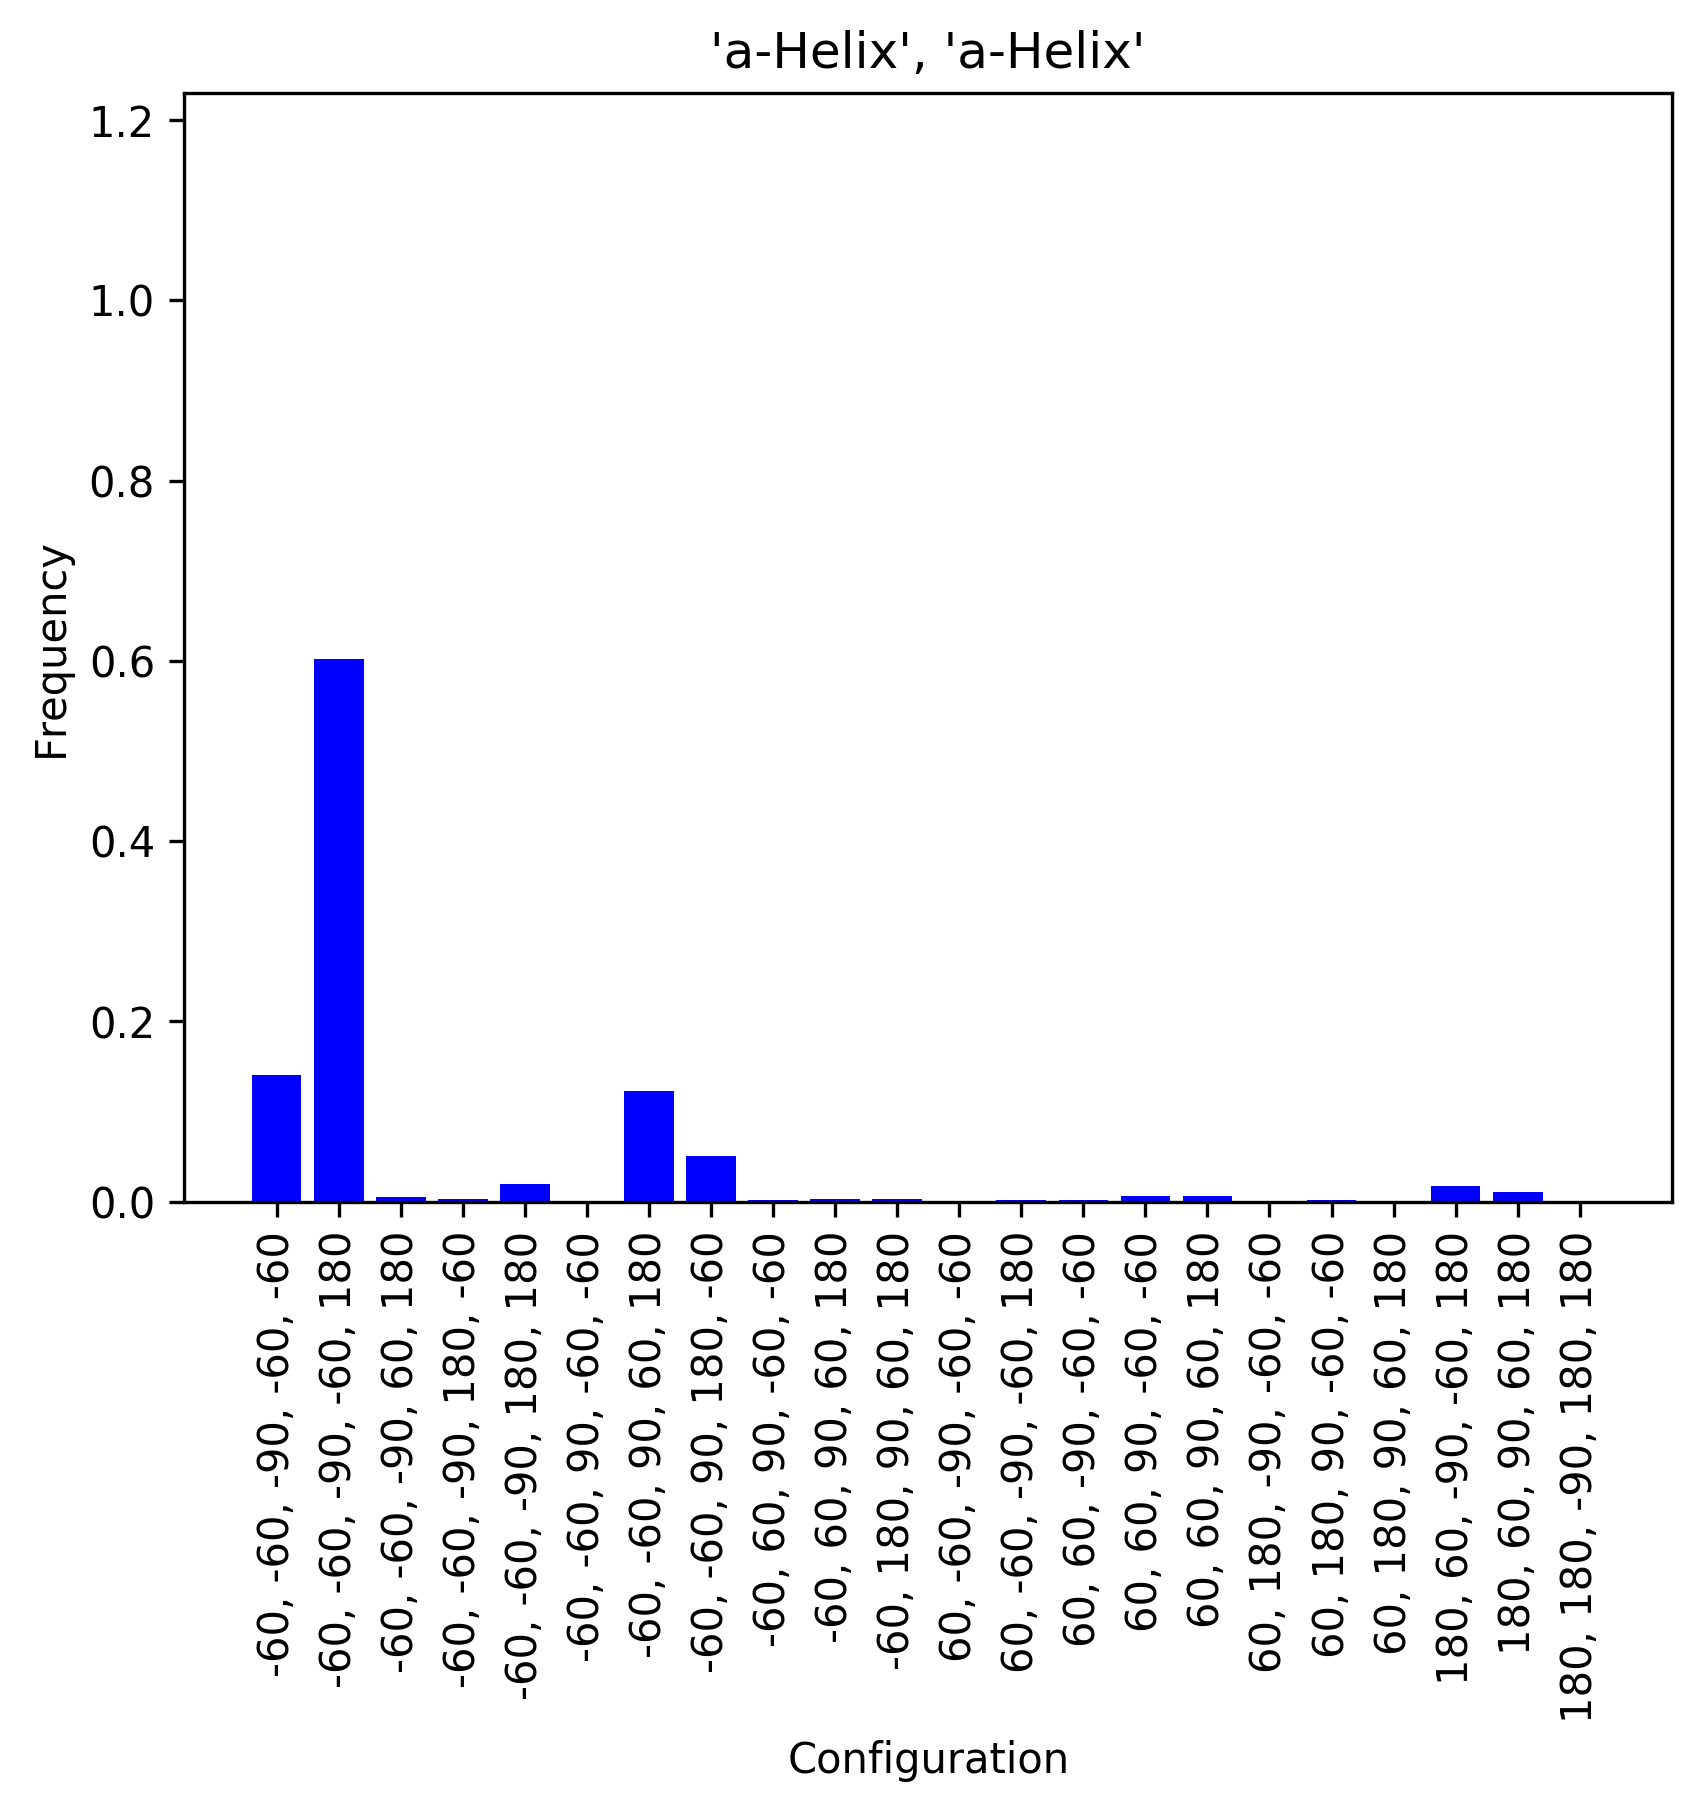 'a-Helix', 'a-Helix'
1.2
1.0
0.8
0.6
0.4
0.2
0.0
Frequency
-60, -60, -90, -60, -60
-60, -60, -90, -60, 180
-60, -60, -90, 60, 180
-60, -60, -90, 180, -60
-60, -60, -90, 180, 180
-60, -60, 90, -60, -60
-60, -60, 90, 60, 180
-60, -60, 90, 180, -60
-60, 60, 90, -60, -60
-60, 60, 90, 60, 180
-60, 180, 90, 60, 180
60, -60, -90, -60, -60
60, -60, -90, -60, 180
60, 60, -90, -60, -60
60, 60, 90, -60, 180
60, 60, 90, 60, 180
60, 180, -90, -60, -60
60, 180, 90, -60, -60
60, 180, 90, 60, 180
180, 60, -90, -60, 180
180, 60, 90, 60, 180
180, 180, -90, 180, 180
Configuration